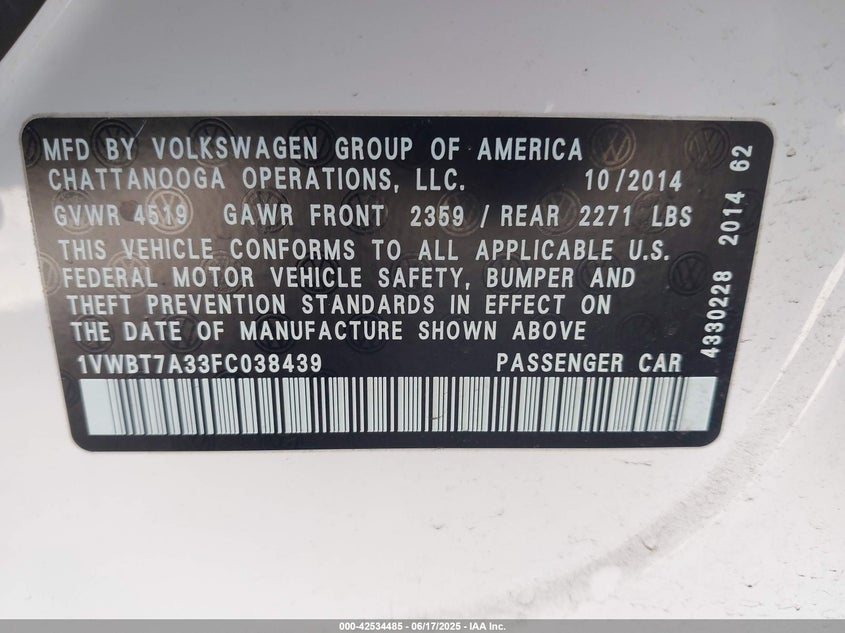 MFD BY VOLKSWAGEN GROUP OF AMERICA
CHATTANOOGA OPERATIONS, LLC. 10/2014
GVWR 4519 GAWR FRONT 2359 / REAR 2271 LBS
THIS VEHICLE CONFORMS TO ALL APPLICABLE U.S.
FEDERAL MOTOR VEHICLE SAFETY, BUMPER AND
THEFT PREVENTION STANDARDS IN EFFECT ON
THE DATE OF MANUFACTURE SHOWN ABOVE
1VWBT7A33FC038439 PASSENGER CAR
4330228 2014 62
000-42534485 - 06/17/2025 - IAA Inc.